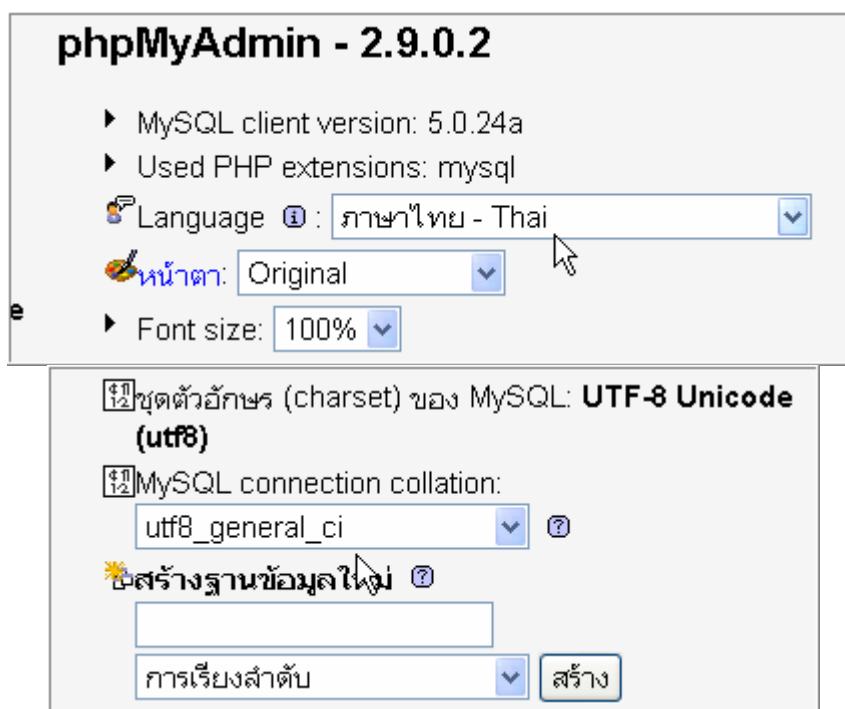 phpMyAdmin - 2.9.0.2
MySQL client version: 5.0.24a
Used PHP extensions: mysql
Language : ภาษาไทย - Thai
หน้าตา: Original
e
Font size: 100%
ชุดตัวอักษร (charset) ของ MySQL: UTF-8 Unicode
(utf8)
MySQL connection collation:
utf8_general_ci
สร้างฐานข้อมูลใหม่
การเรียงลำดับ สร้าง